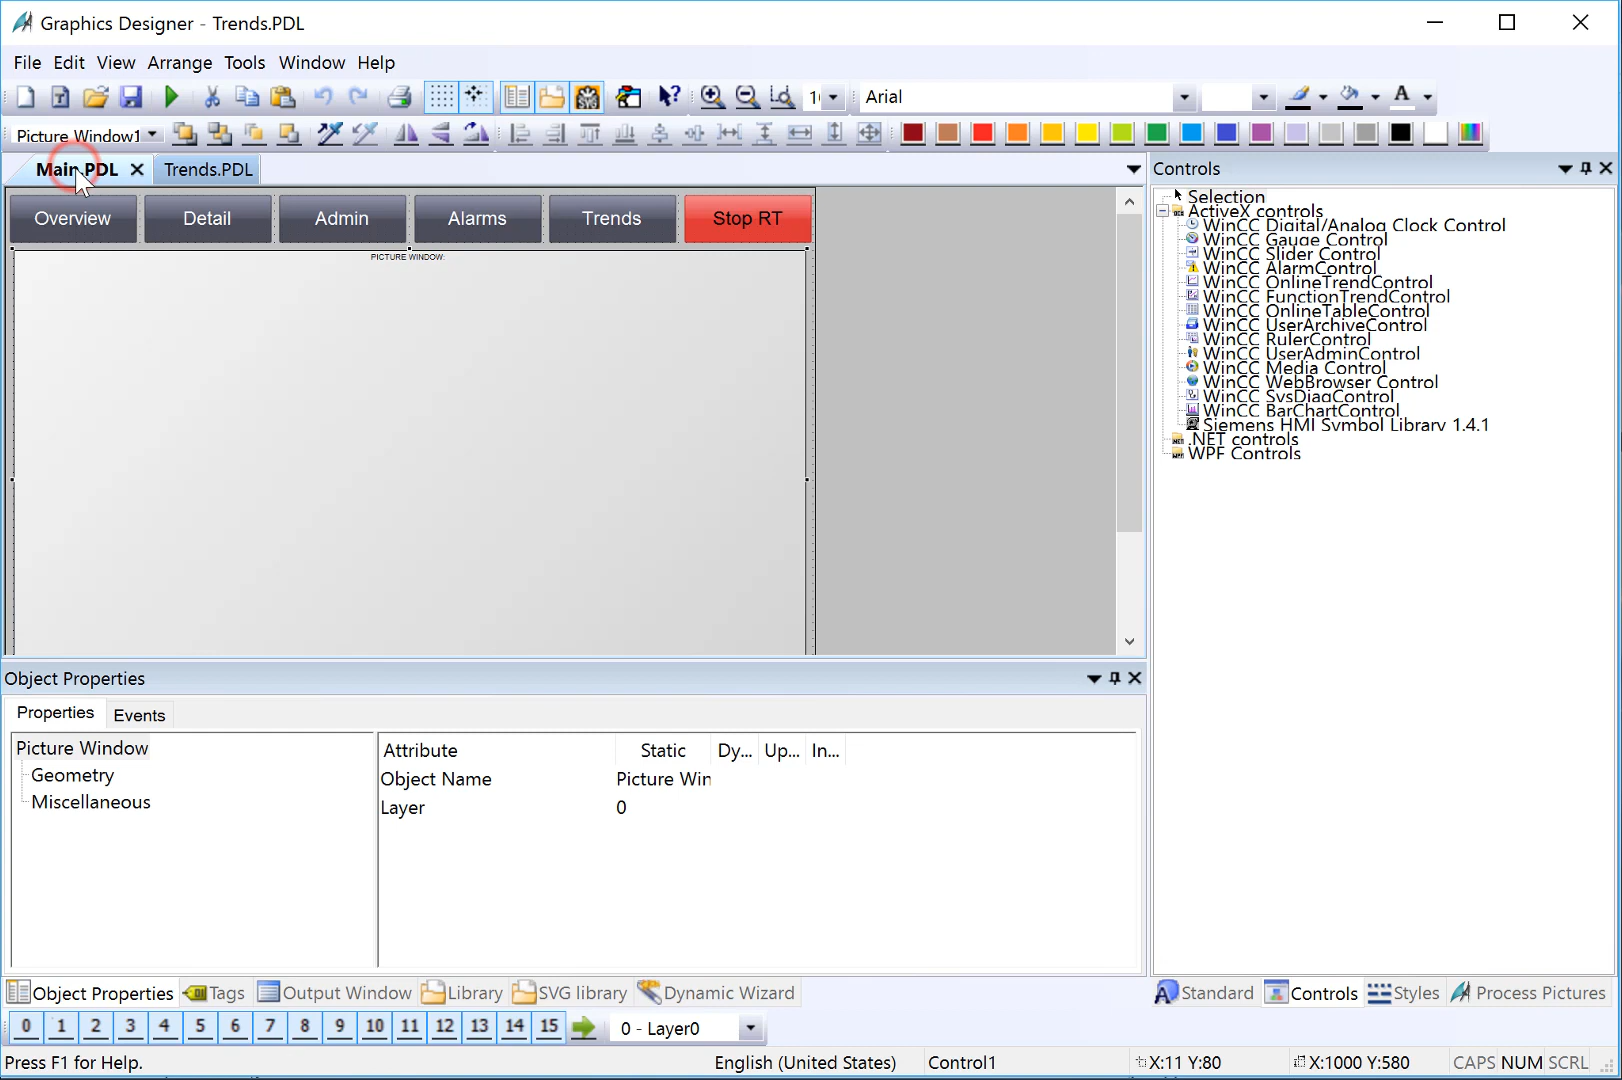 Graphics Designer - Trends.PDL
File Edit View Arrange Tools Window Help
Arial
Picture Window1
Main.PDL Trends.PDL
Controls
Overview Detail Admin Alarms Trends Stop RT
PICTURE WINDOW:
Selection
ActiveX controls
WinCC Digital/Analog Clock Control
WinCC Gauge Control
WinCC Slider Control
WinCC AlarmControl
WinCC OnlineTrendControl
WinCC FunctionTrendControl
WinCC OnlineTableControl
WinCC UserArchiveControl
WinCC RulerControl
WinCC UserAdminControl
WinCC Media Control
WinCC WebBrowser Control
WinCC SysDiagControl
WinCC BarChartControl
Siemens HMI Symbol Library 1.4.1
.NET controls
WPF Controls
Object Properties
Properties Events
Picture Window
Geometry
Miscellaneous
Attribute Static Dy... Up... In...
Object Name Picture Win
Layer 0
Object Properties Tags Output Window Library SVG library Dynamic Wizard
Standard Controls Styles Process Pictures
0 1 2 3 4 5 6 7 8 9 10 11 12 13 14 15 0 - Layer0
Press F1 for Help. English (United States) Control1 X:11 Y:80 X:1000 Y:580 CAPS NUM SCRL